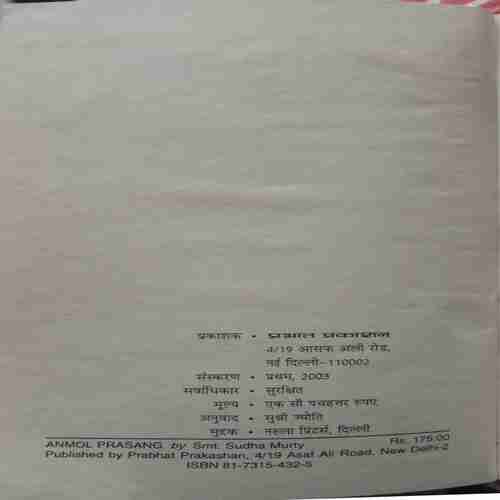 प्रकाशक • प्रभात प्रकाशन
4/19 आसफ अली रोड,
नई दिल्ली-110002
संस्करण • प्रथम, 2003
सर्वाधिकार • सुरक्षित
मूल्य • एक सौ पचहत्तर रुपए
अनुवाद • सुश्री ज्योति
मुद्रक • नरुला प्रिंटर्स, दिल्ली
ANMOL PRASANG by Smt. Sudha Murty Rs. 175.00
Published by Prabhat Prakashan, 4/19 Asaf Ali Road, New Delhi-2
ISBN 81-7315-432-5